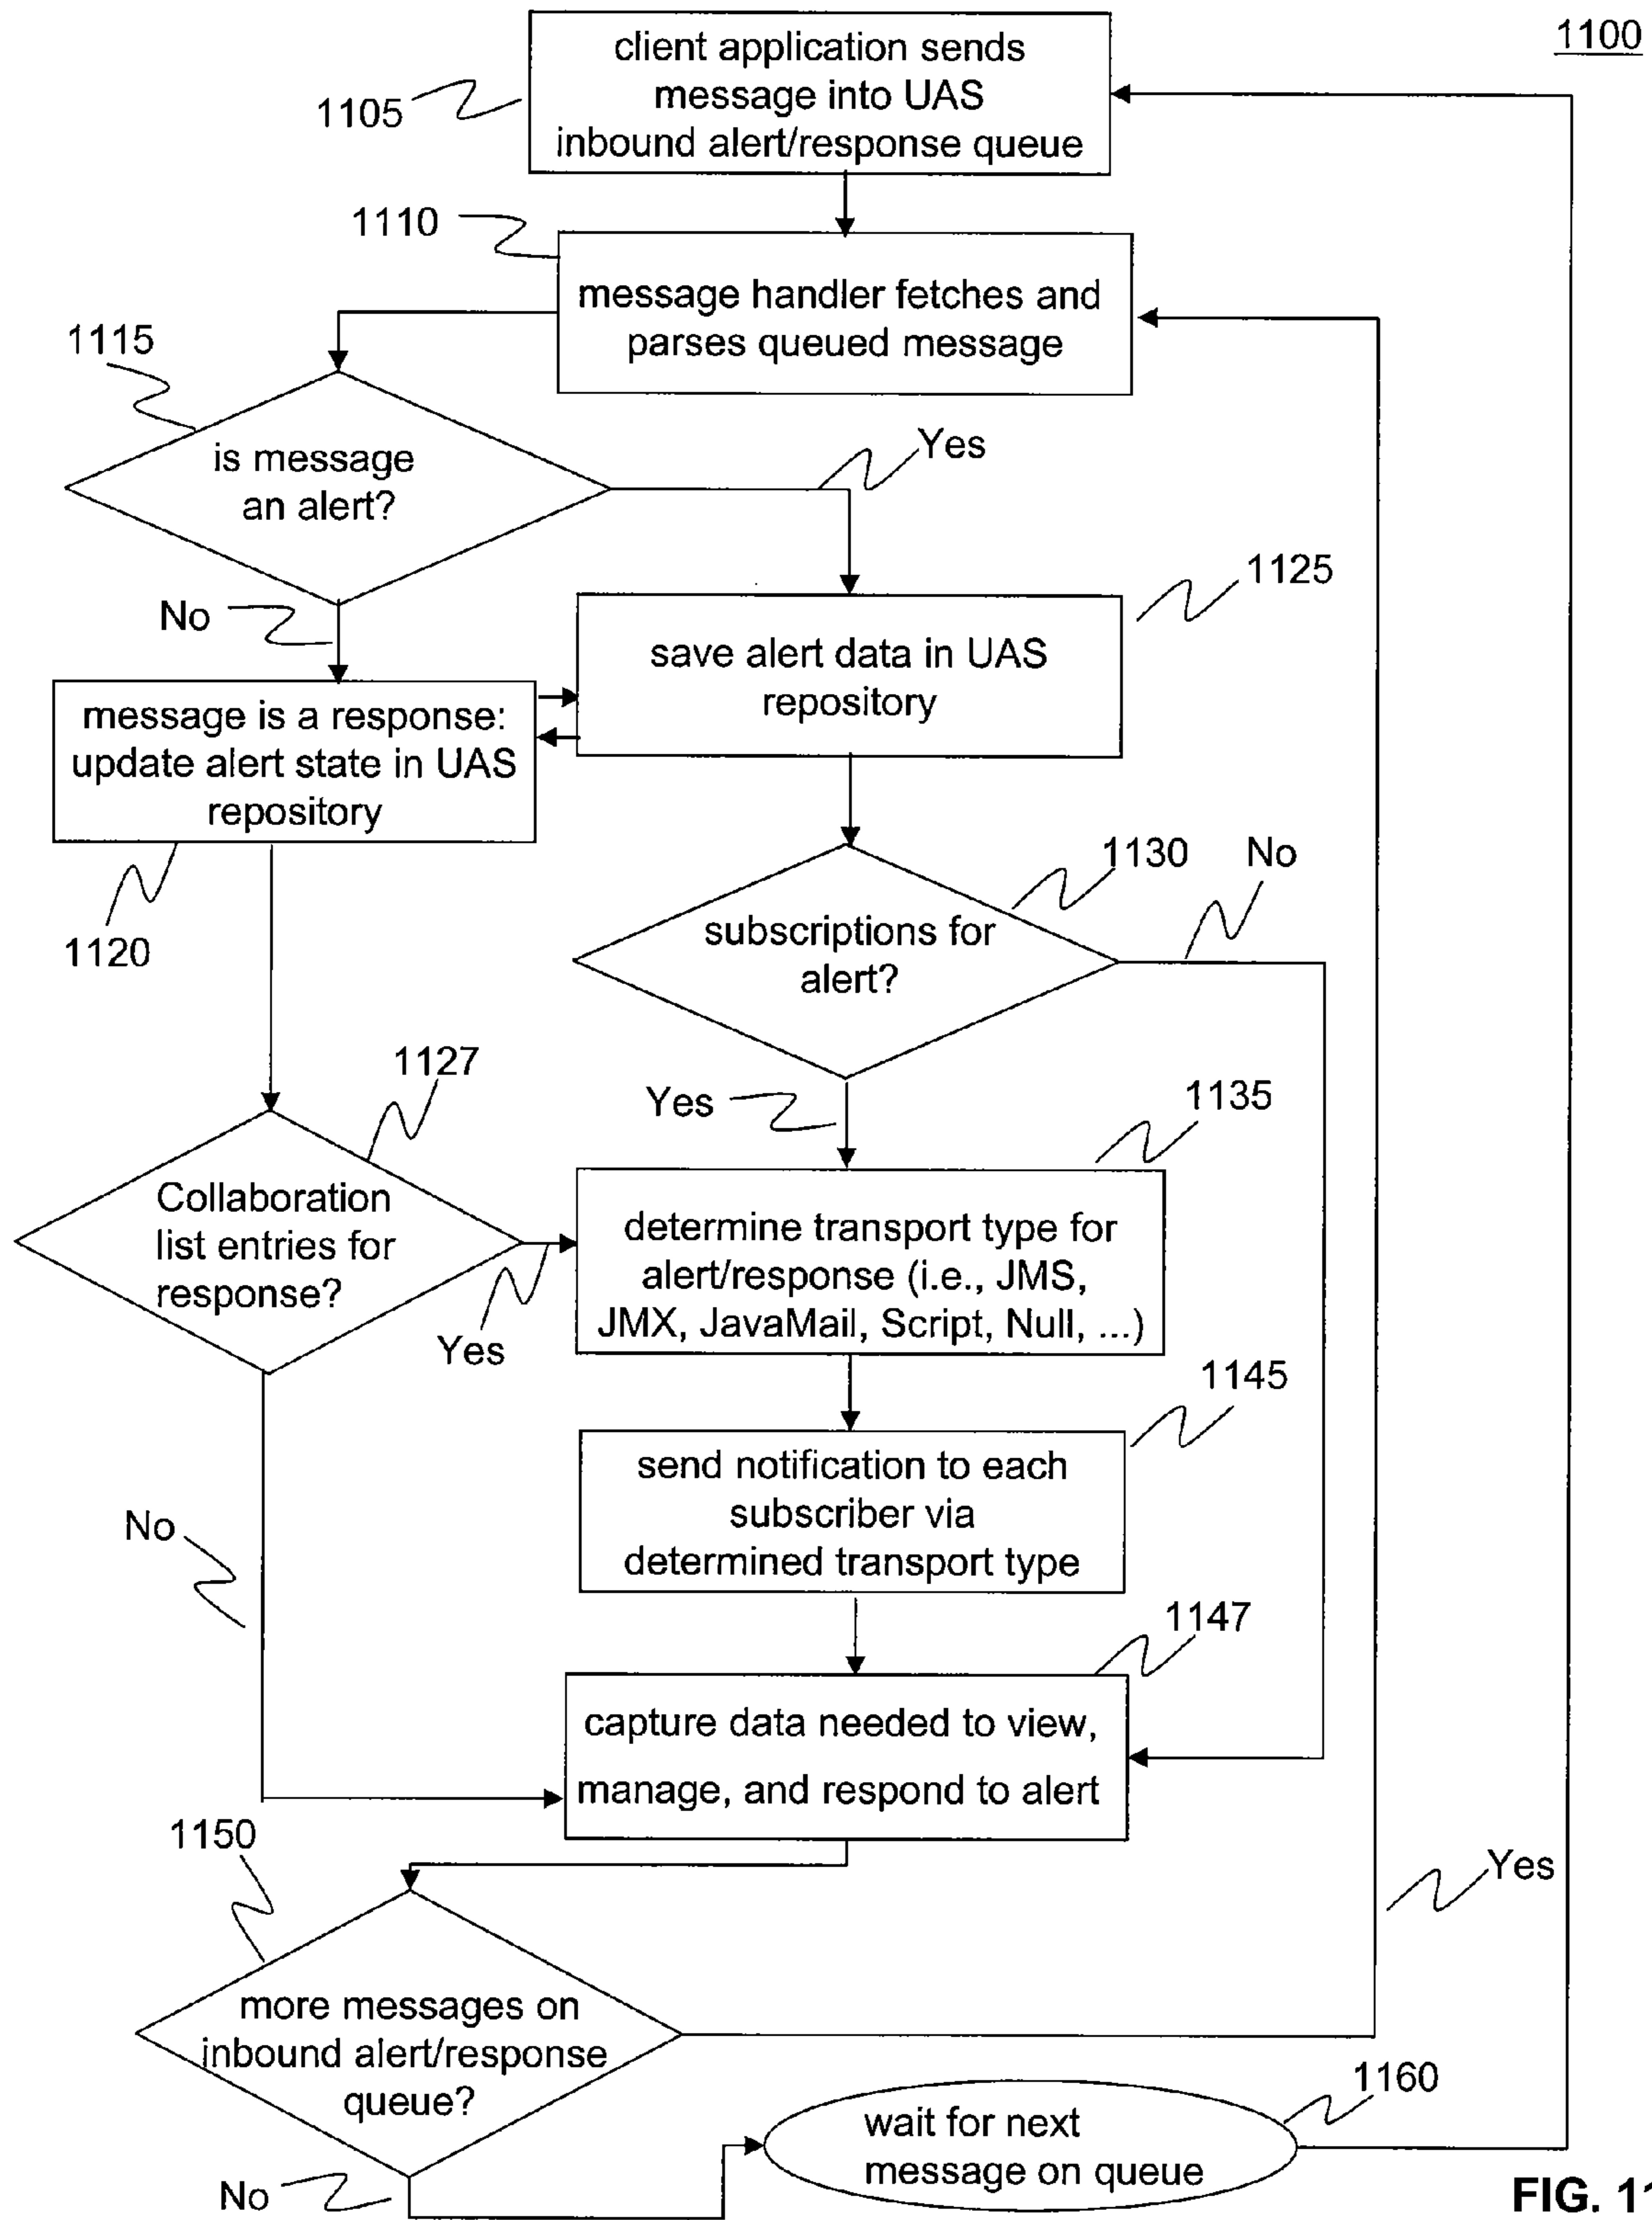 1100
client application sends
message into UAS
inbound alert/response queue
1105
1110
message handler fetches and
parses queued message
1115
is message
an alert?
Yes
No
1125
save alert data in UAS
repository
message is a response:
update alert state in UAS
repository
1120
1130
No
subscriptions for
alert?
1127
Yes
1135
Collaboration
list entries for
response?
Yes
determine transport type for
alert/response (i.e., JMS,
JMX, JavaMail, Script, Null, ...)
1145
send notification to each
subscriber via
determined transport type
No
1147
capture data needed to view,
manage, and respond to alert
1150
Yes
more messages on
inbound alert/response
queue?
1160
wait for next
message on queue
No
FIG. 11